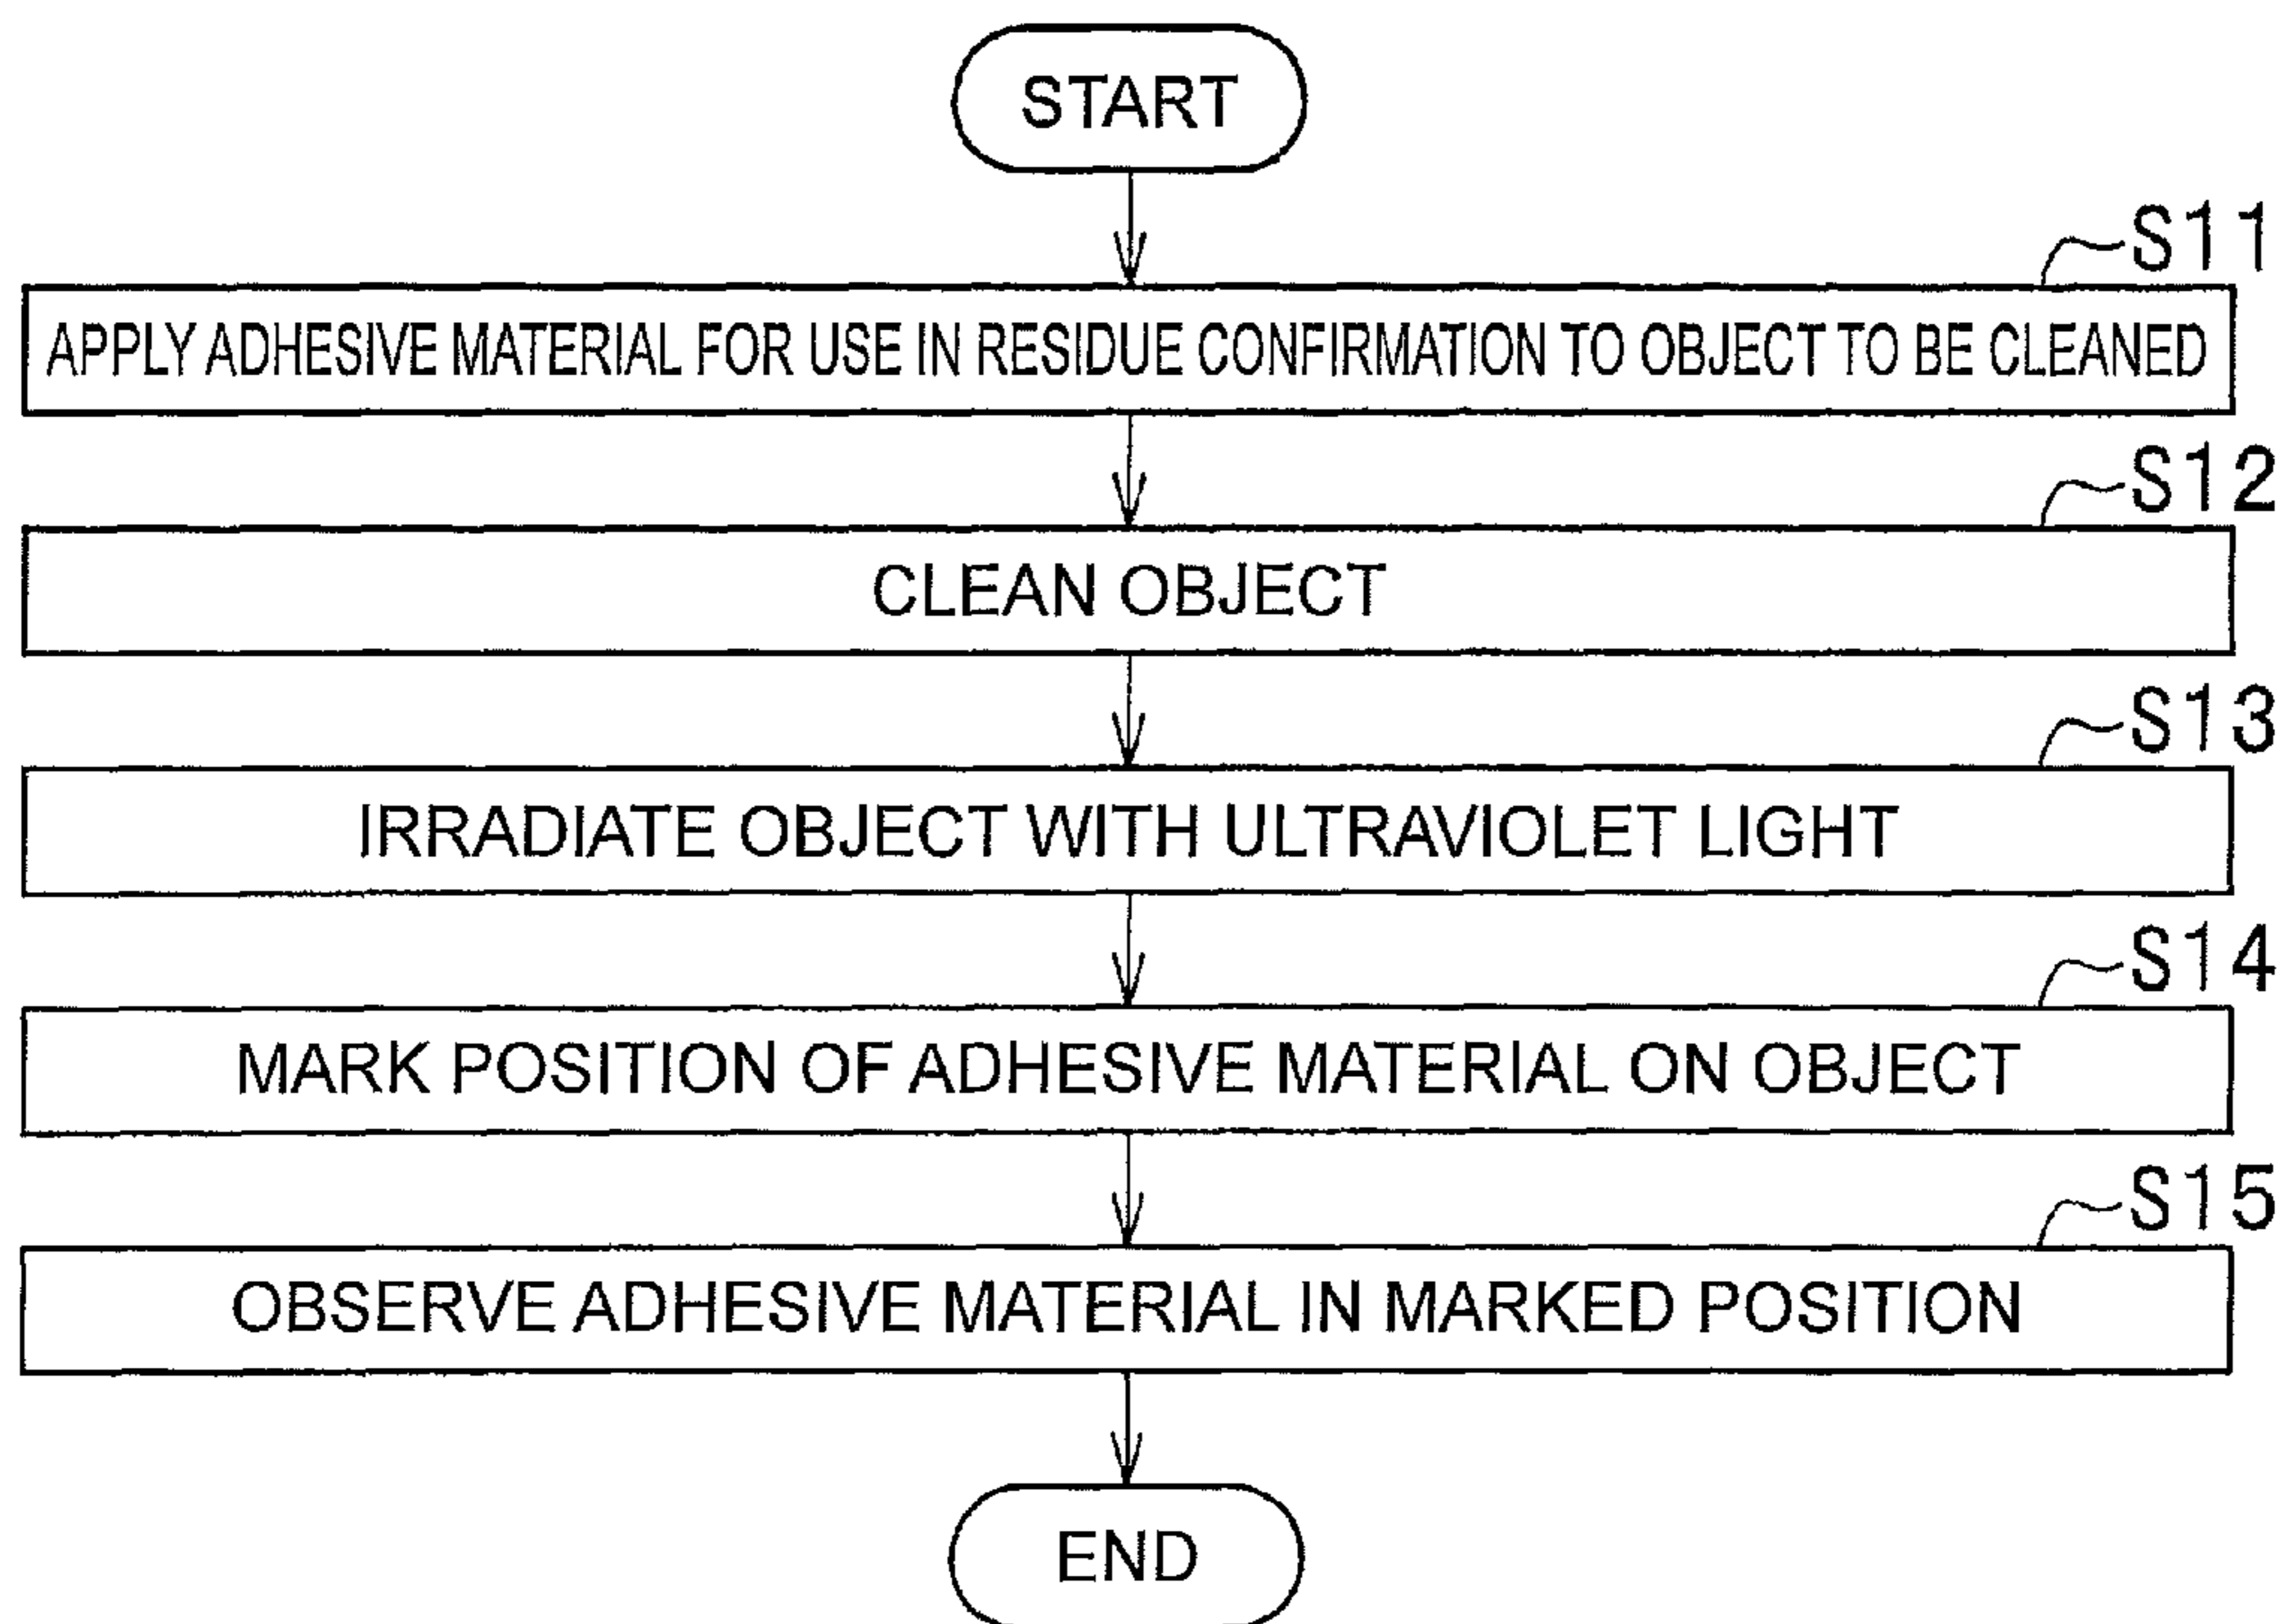 START
S11
APPLY ADHESIVE MATERIAL FOR USE IN RESIDUE CONFIRMATION TO OBJECT TO BE CLEANED
S12
CLEAN OBJECT
S13
IRRADIATE OBJECT WITH ULTRAVIOLET LIGHT
S14
MARK POSITION OF ADHESIVE MATERIAL ON OBJECT
S15
OBSERVE ADHESIVE MATERIAL IN MARKED POSITION
END